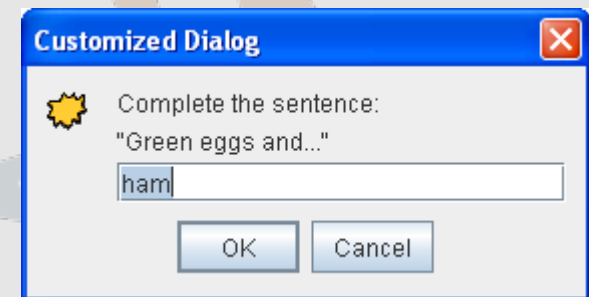 Customized Dialog
Complete the sentence:
"Green eggs and..."
ham
OK Cancel